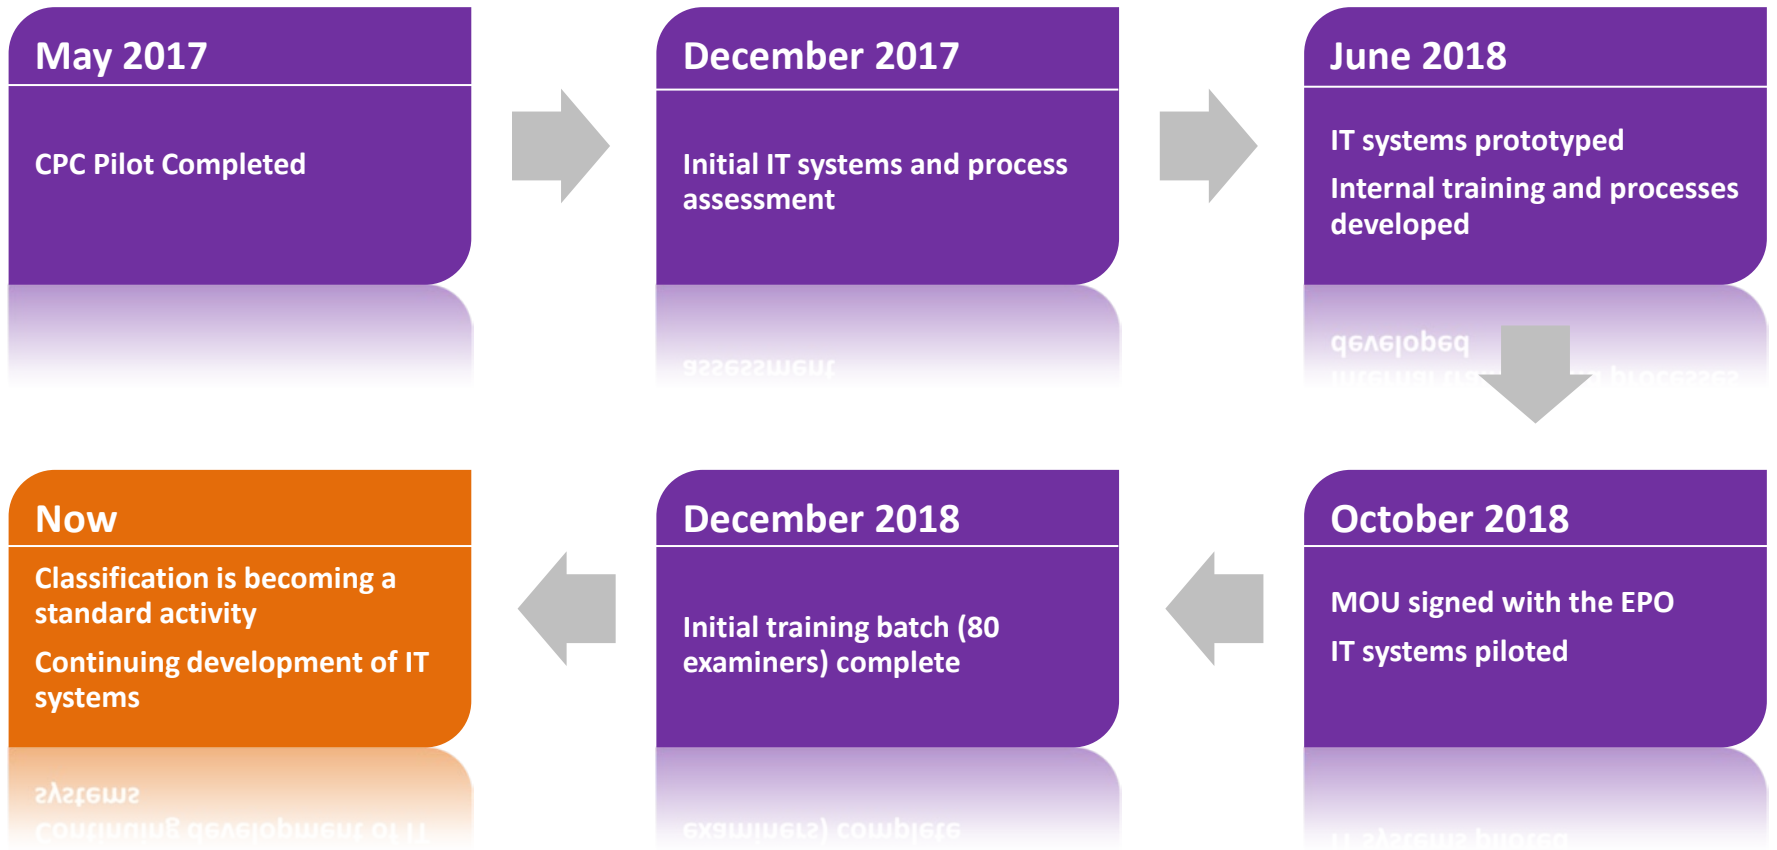 May 2017
CPC Pilot Completed
December 2017
Initial IT systems and process
assessment
June 2018
IT systems prototyped
Internal training and processes
developed
October 2018
MOU signed with the EPO
IT systems piloted
December 2018
Initial training batch (80
examiners) complete
Now
Classification is becoming a
standard activity
Continuing development of IT
systems